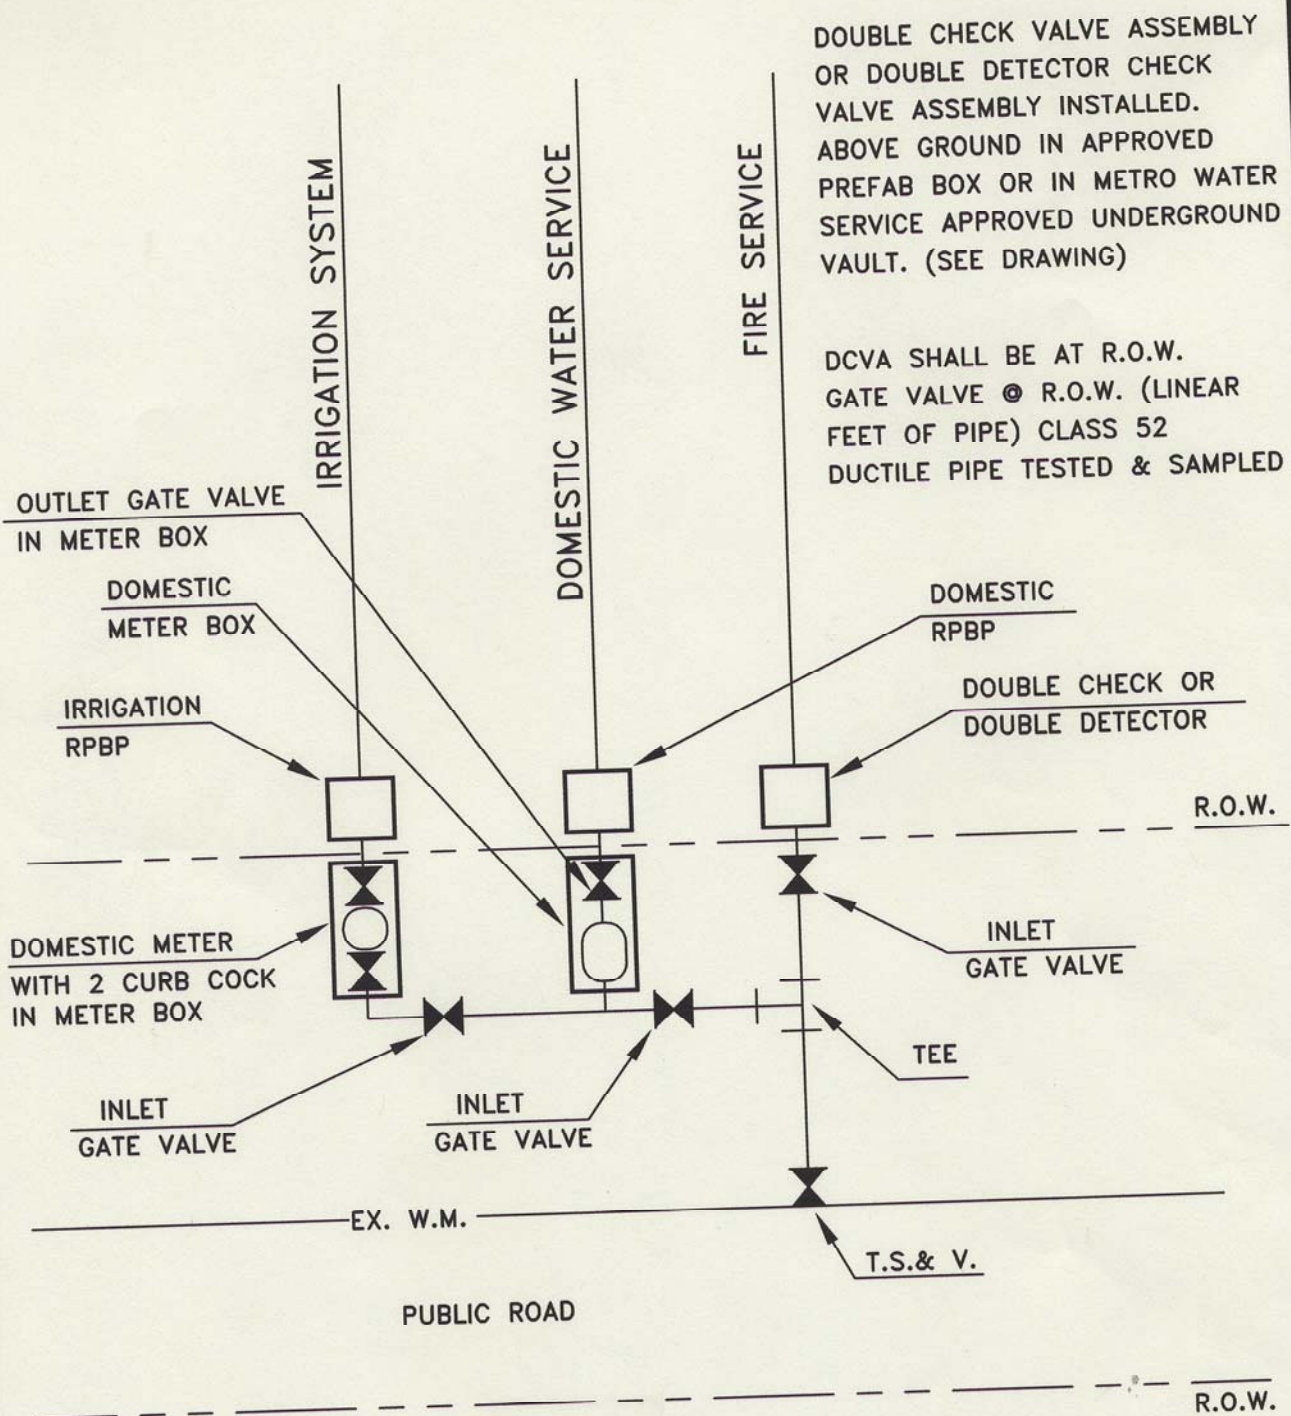 DOUBLE CHECK VALVE ASSEMBLY
OR DOUBLE DETECTOR CHECK
VALVE ASSEMBLY INSTALLED.
ABOVE GROUND IN APPROVED
PREFAB BOX OR IN METRO WATER
SERVICE APPROVED UNDERGROUND
VAULT. (SEE DRAWING)
DCVA SHALL BE AT R.O.W.
GATE VALVE @ R.O.W. (LINEAR
FEET OF PIPE) CLASS 52
DUCTILE PIPE TESTED & SAMPLED
IRRIGATION SYSTEM
DOMESTIC WATER SERVICE
FIRE SERVICE
OUTLET GATE VALVE
IN METER BOX
DOMESTIC
METER BOX
IRRIGATION
RPBP
DOMESTIC
RPBP
DOUBLE CHECK OR
DOUBLE DETECTOR
R.O.W.
DOMESTIC METER
WITH 2 CURB COCK
IN METER BOX
INLET
GATE VALVE
TEE
INLET
GATE VALVE
INLET
GATE VALVE
EX. W.M.
T.S.& V.
PUBLIC ROAD
R.O.W.